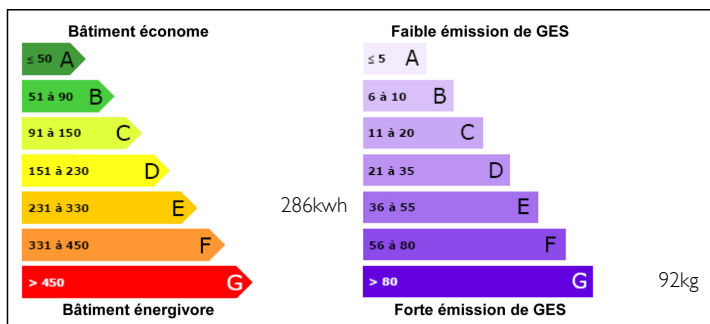 Bâtiment économe
≤ 50 A
51 à 90 B
91 à 150 C
151 à 230 D
231 à 330 E
286kwh
331 à 450 F
> 450 G
Bâtiment énergivore
Faible émission de GES
≤ 5 A
6 à 10 B
11 à 20 C
21 à 35 D
36 à 55 E
56 à 80 F
> 80 G
92kg
Forte émission de GES